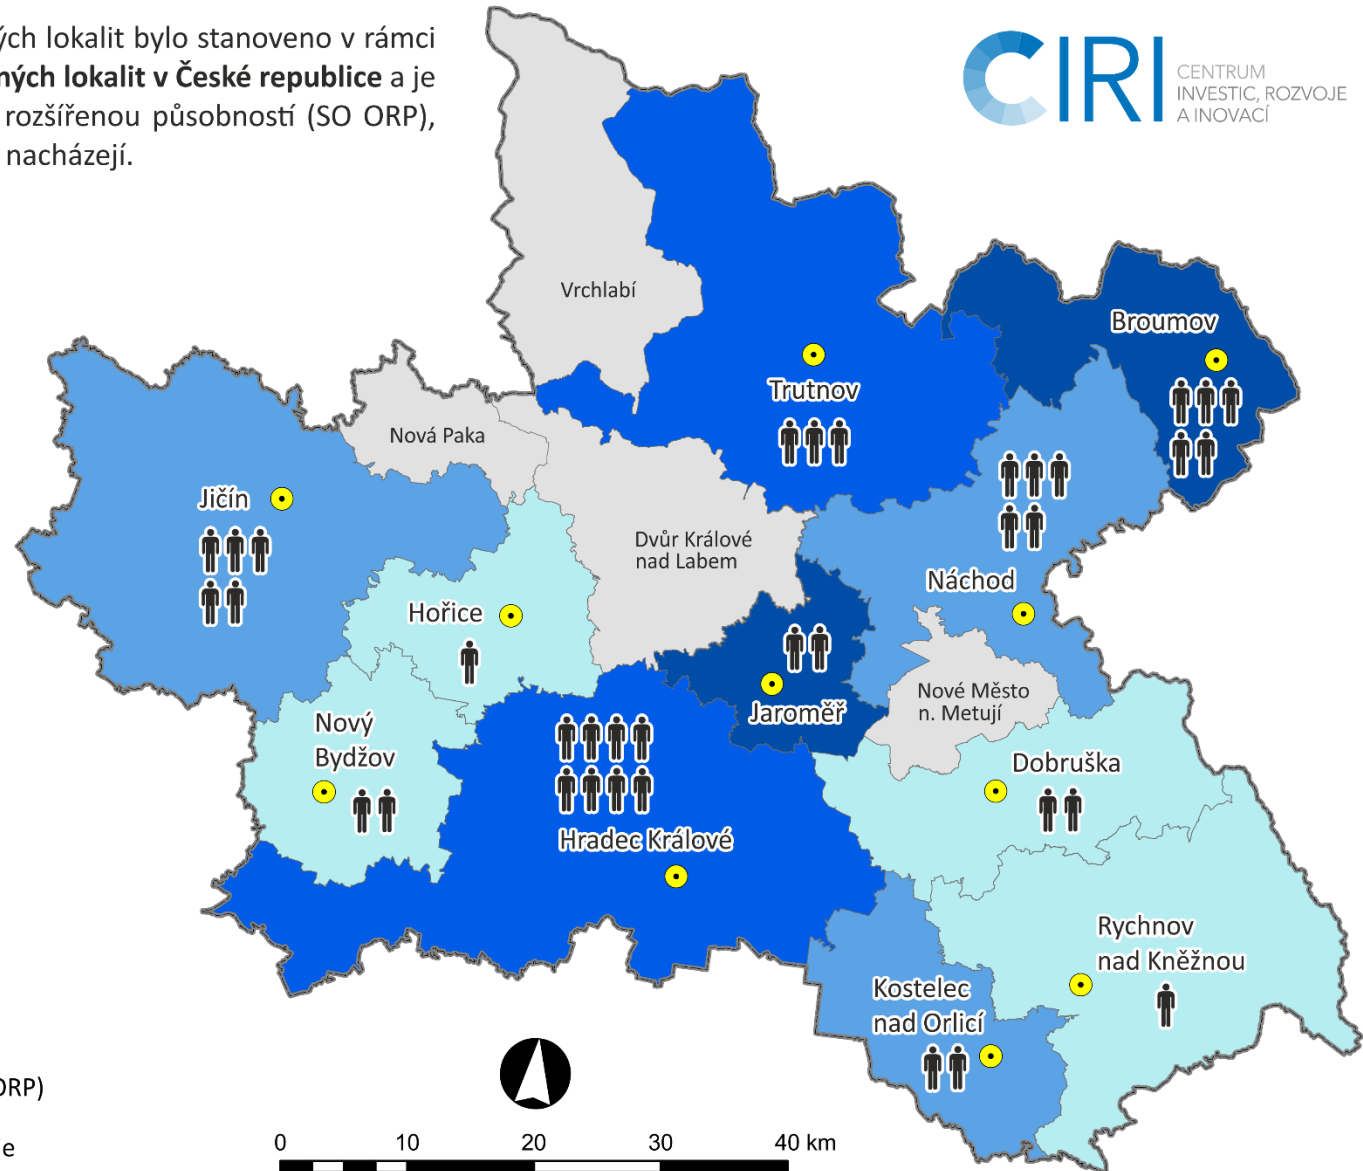 ých lokalit bylo stanoveno v rámci
ných lokalit v České republice a je
rozšířenou působností (SO ORP),
nacházejí.
CIRI
CENTRUM
INVESTIC, ROZVOJE
A INOVACÍ
Vrchlabí
Broumov
Trutnov
Nová Paka
Jičín
Dvůr Králové
nad Labem
Náchod
Hořice
Nové Město
n. Metují
Jaroměř
Nový
Bydžov
Dobruška
Hradec Králové
Rychnov
nad Kněžnou
Kostelec
nad Orlicí
ORP)
je
0 10 20 30 40 km